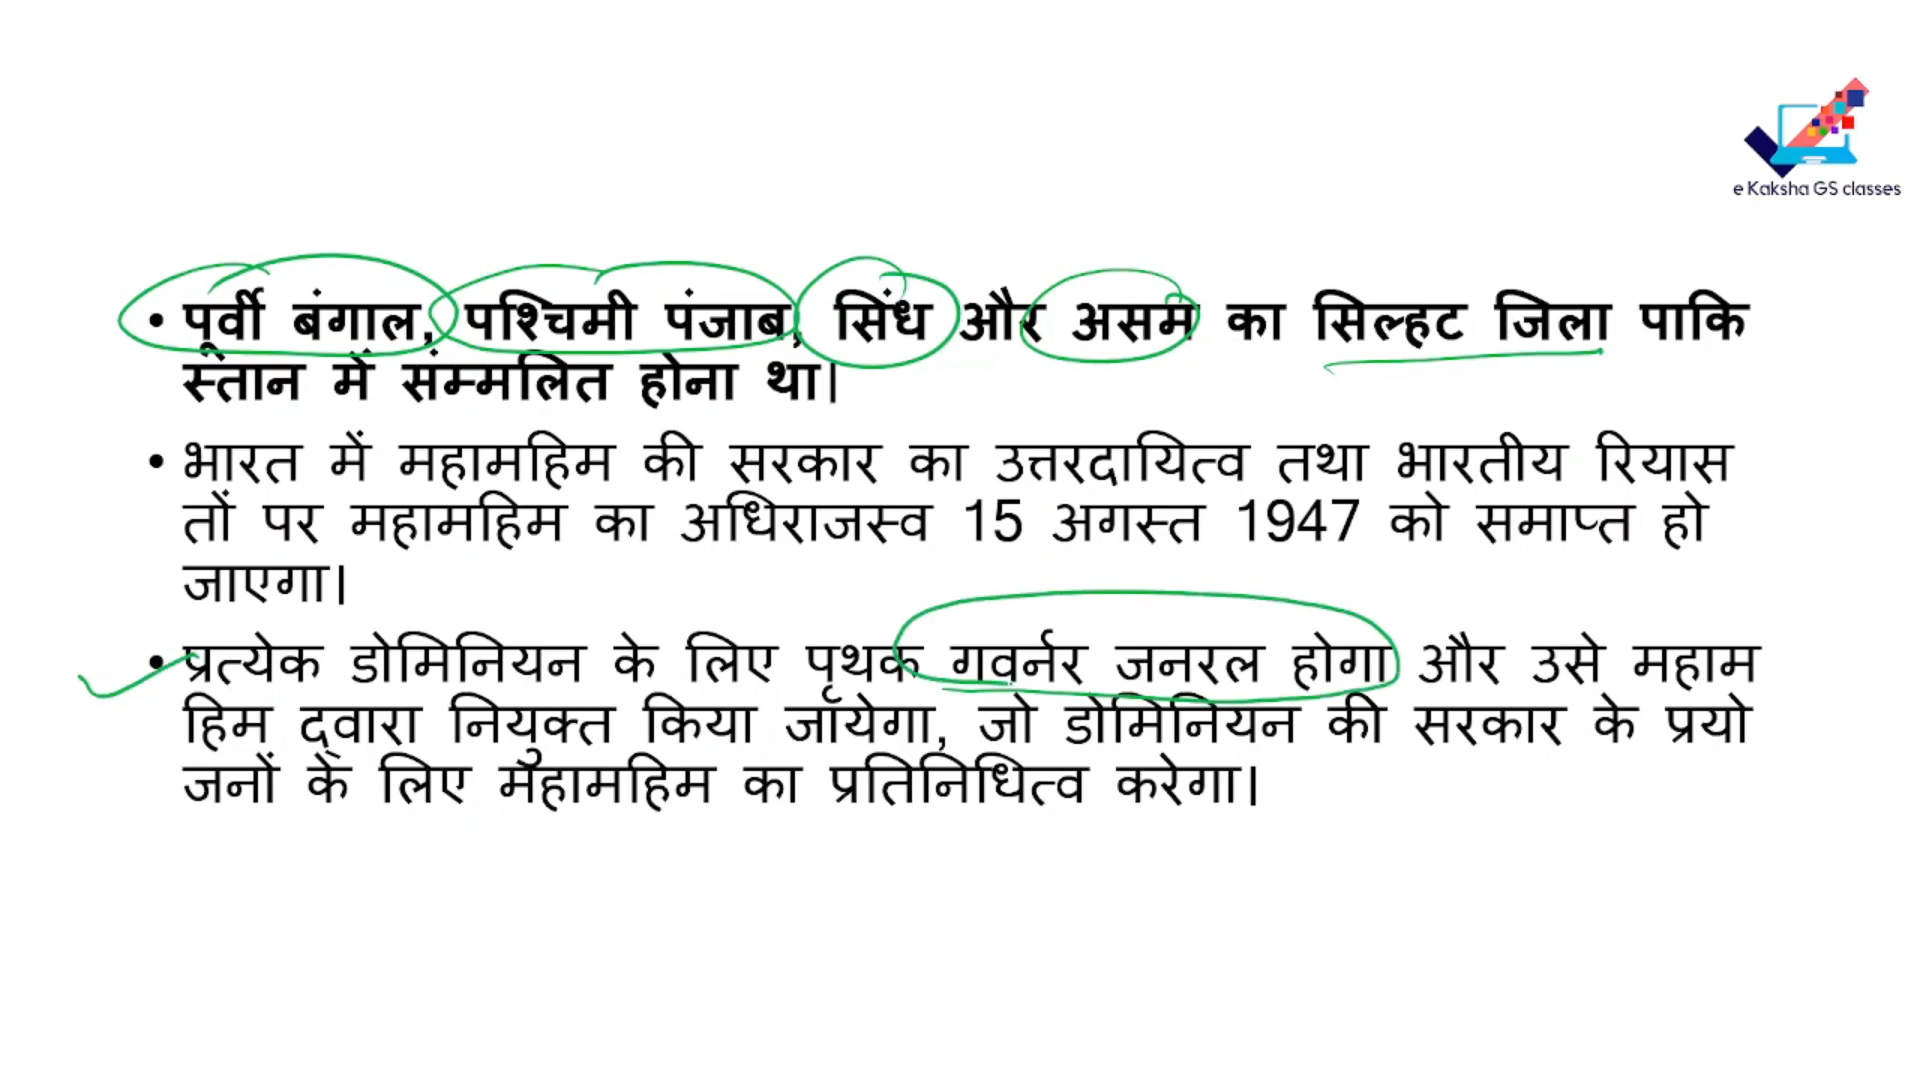 e Kaksha GS classes
• पूर्वी बंगाल, पश्चिमी पंजाब, सिंध और असम का सिल्हट जिला पाकि
स्तान में संम्मलित होना था।
• भारत में महामहिम की सरकार का उत्तरदायित्व तथा भारतीय रियास
तों पर महामहिम का अधिराजस्व 15 अगस्त 1947 को समाप्त हो
जाएगा।
• प्रत्येक डोमिनियन के लिए पृथक गवर्नर जनरल होगा और उसे महाम
हिम द्वारा नियुक्त किया जायेगा, जो डोमिनियन की सरकार के प्रयो
जनों के लिए महामहिम का प्रतिनिधित्व करेगा।